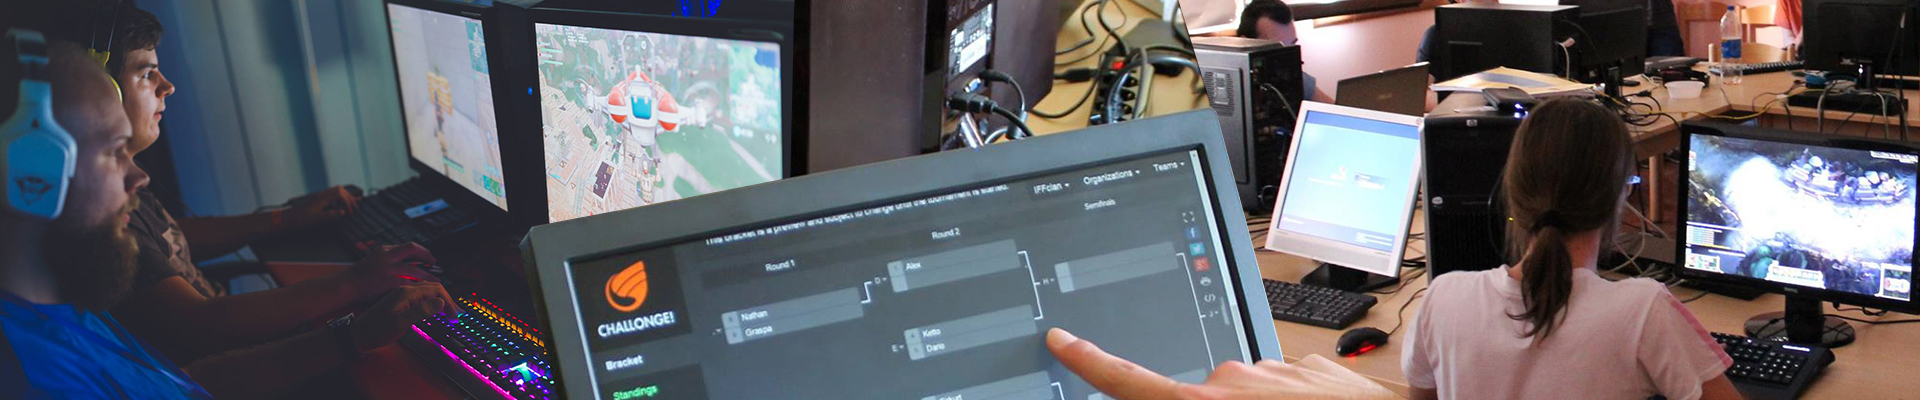 This bracket is a preview and subject to change until the tournament is started.
IFFclan
Organizations
Teams
Round 1
Round 2
Semifinals
CHALLONGE!
Bracket
Standings
Nathan
Graspa
D
Alex
H
E
Ketto
Dario